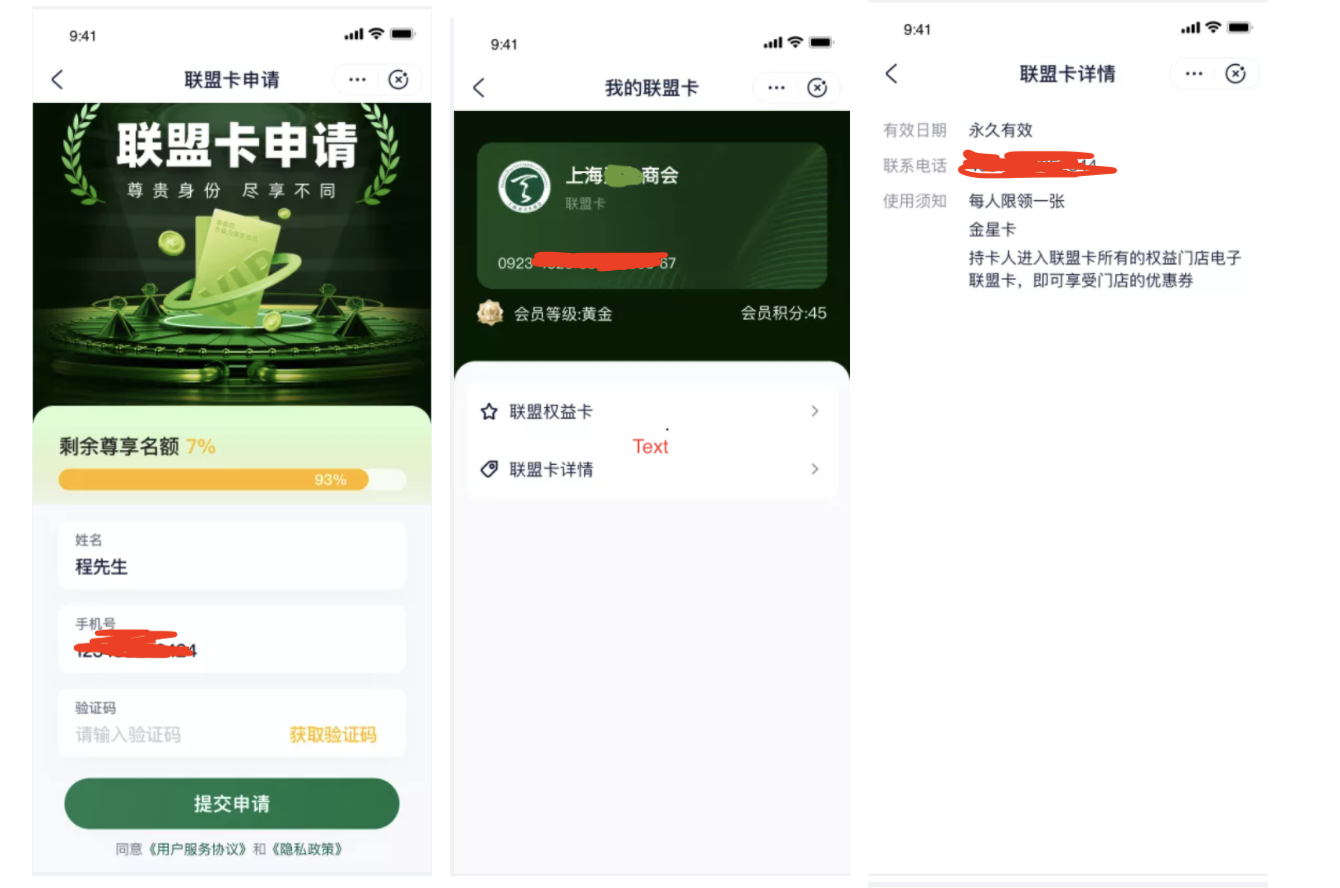 9:41
联盟卡申请
联盟卡申请
尊贵身份 尽享不同
VIP
剩余尊享名额 7%
93%
姓名
程先生
手机号
验证码
请输入验证码 获取验证码
提交申请
同意《用户服务协议》和《隐私政策》
9:41
我的联盟卡
上海 商会
联盟卡
0923 67
会员等级:黄金 会员积分:45
联盟权益卡
Text
联盟卡详情
9:41
联盟卡详情
有效日期 永久有效
联系电话
使用须知 每人限领一张
金星卡
持卡人进入联盟卡所有的权益门店电子
联盟卡，即可享受门店的优惠券